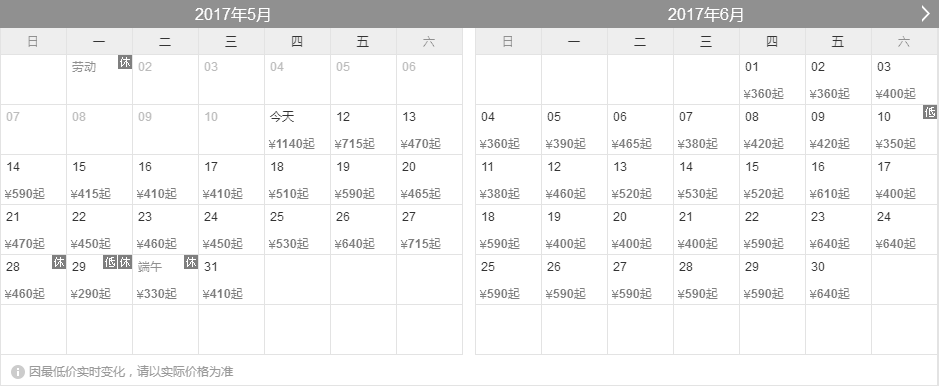 2017年5月
日 一 二 三 四 五 六
劳动 休 02 03 04 05 06
07 08 09 10 今天 12 13
¥1140起 ¥715起 ¥470起
14 15 16 17 18 19 20
¥590起 ¥415起 ¥410起 ¥410起 ¥510起 ¥590起 ¥465起
21 22 23 24 25 26 27
¥470起 ¥450起 ¥460起 ¥450起 ¥530起 ¥640起 ¥715起
28 休 29 低 休 端午 休 31
¥460起 ¥290起 ¥330起 ¥410起
2017年6月
日 一 二 三 四 五 六
01 02 03
¥360起 ¥360起 ¥400起
04 05 06 07 08 09 10 低
¥360起 ¥390起 ¥465起 ¥380起 ¥420起 ¥420起 ¥350起
11 12 13 14 15 16 17
¥380起 ¥460起 ¥520起 ¥530起 ¥520起 ¥610起 ¥400起
18 19 20 21 22 23 24
¥590起 ¥400起 ¥400起 ¥400起 ¥590起 ¥640起 ¥640起
25 26 27 28 29 30
¥590起 ¥590起 ¥590起 ¥590起 ¥590起 ¥640起
因最低价实时变化，请以实际价格为准